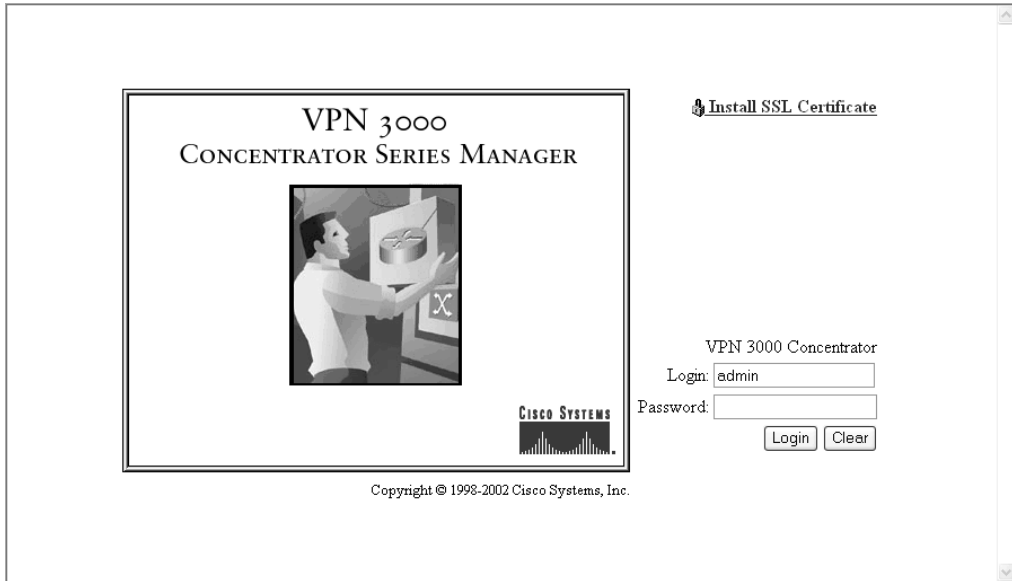 VPN 3000
CONCENTRATOR SERIES MANAGER
CISCO SYSTEMS
Copyright © 1998-2002 Cisco Systems, Inc.
Install SSL Certificate
VPN 3000 Concentrator
Login: admin
Password:
Login Clear